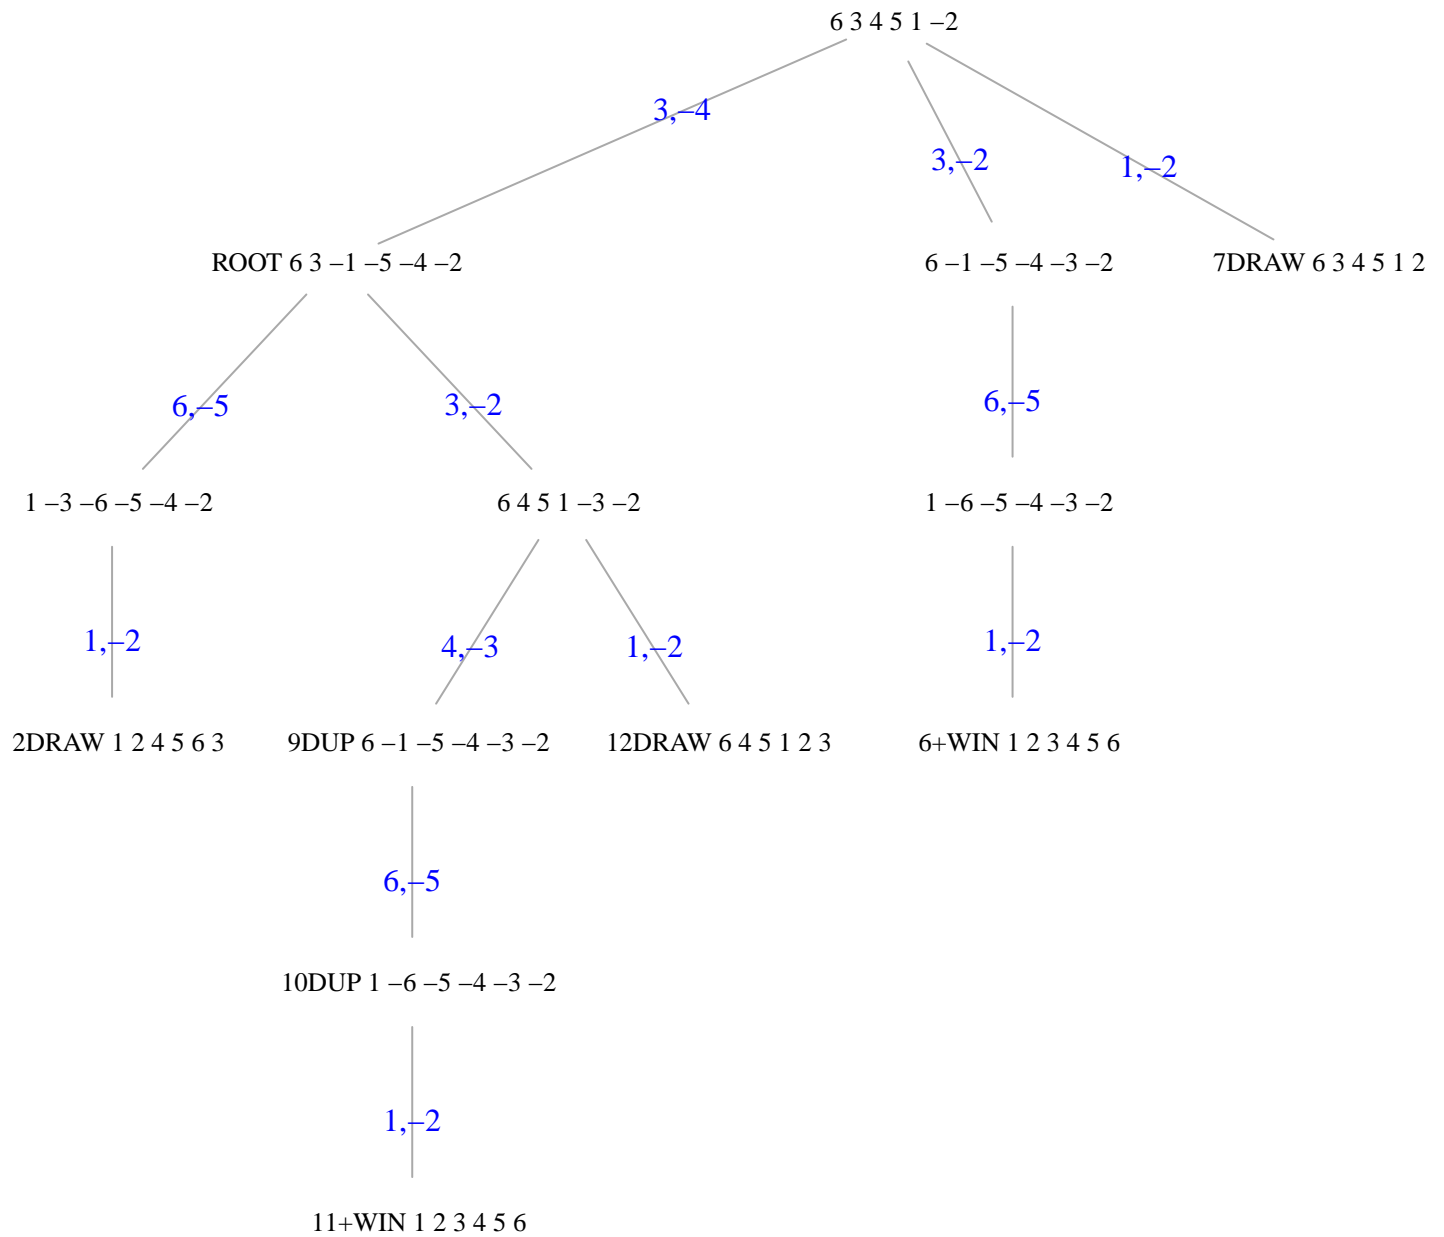 6 3 4 5 1 –2
3,–4
3,–2
1,–2
ROOT 6 3 –1 –5 –4 –2
6 –1 –5 –4 –3 –2
7DRAW 6 3 4 5 1 2
6,–5
3,–2
6,–5
1 –3 –6 –5 –4 –2
6 4 5 1 –3 –2
1 –6 –5 –4 –3 –2
1,–2
4,–3
1,–2
1,–2
2DRAW 1 2 4 5 6 3
9DUP 6 –1 –5 –4 –3 –2
12DRAW 6 4 5 1 2 3
6+WIN 1 2 3 4 5 6
6,–5
10DUP 1 –6 –5 –4 –3 –2
1,–2
11+WIN 1 2 3 4 5 6